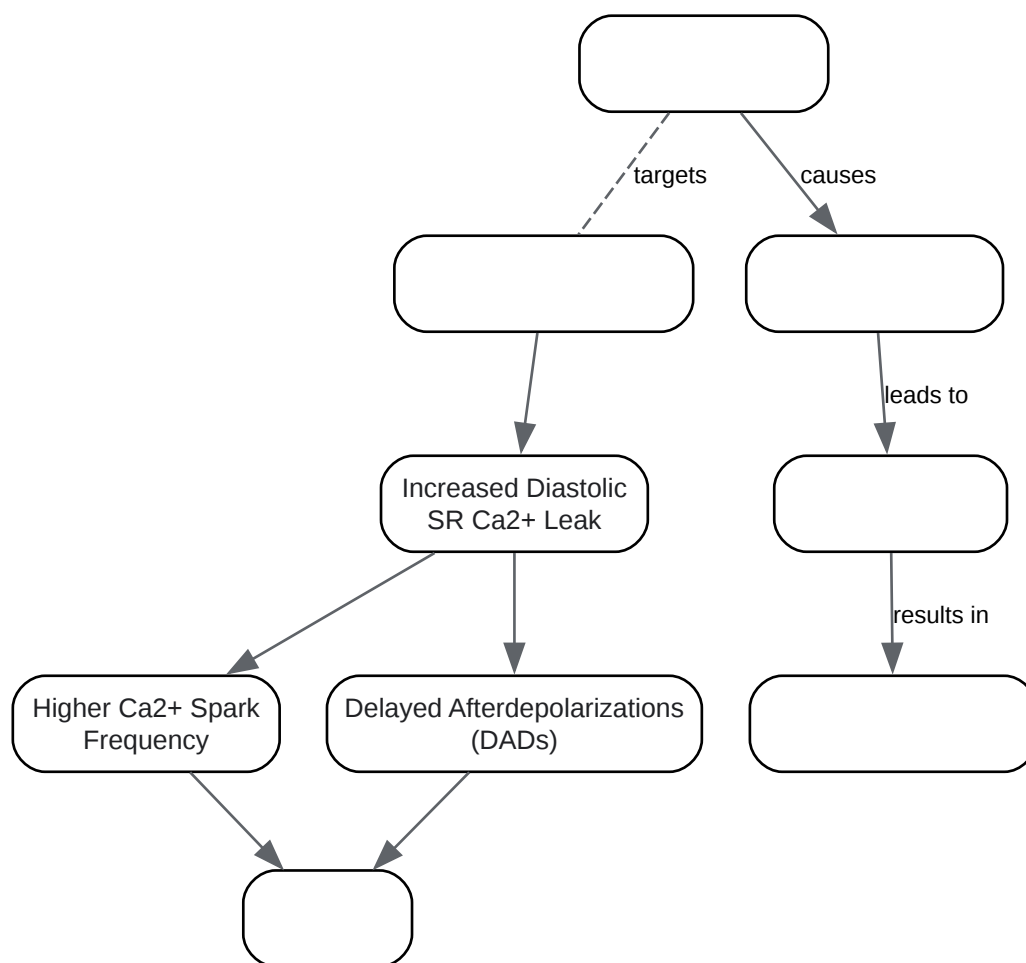 targets
causes
leads to
Increased Diastolic
SR Ca2+ Leak
results in
Higher Ca2+ Spark
Frequency
Delayed Afterdepolarizations
(DADs)